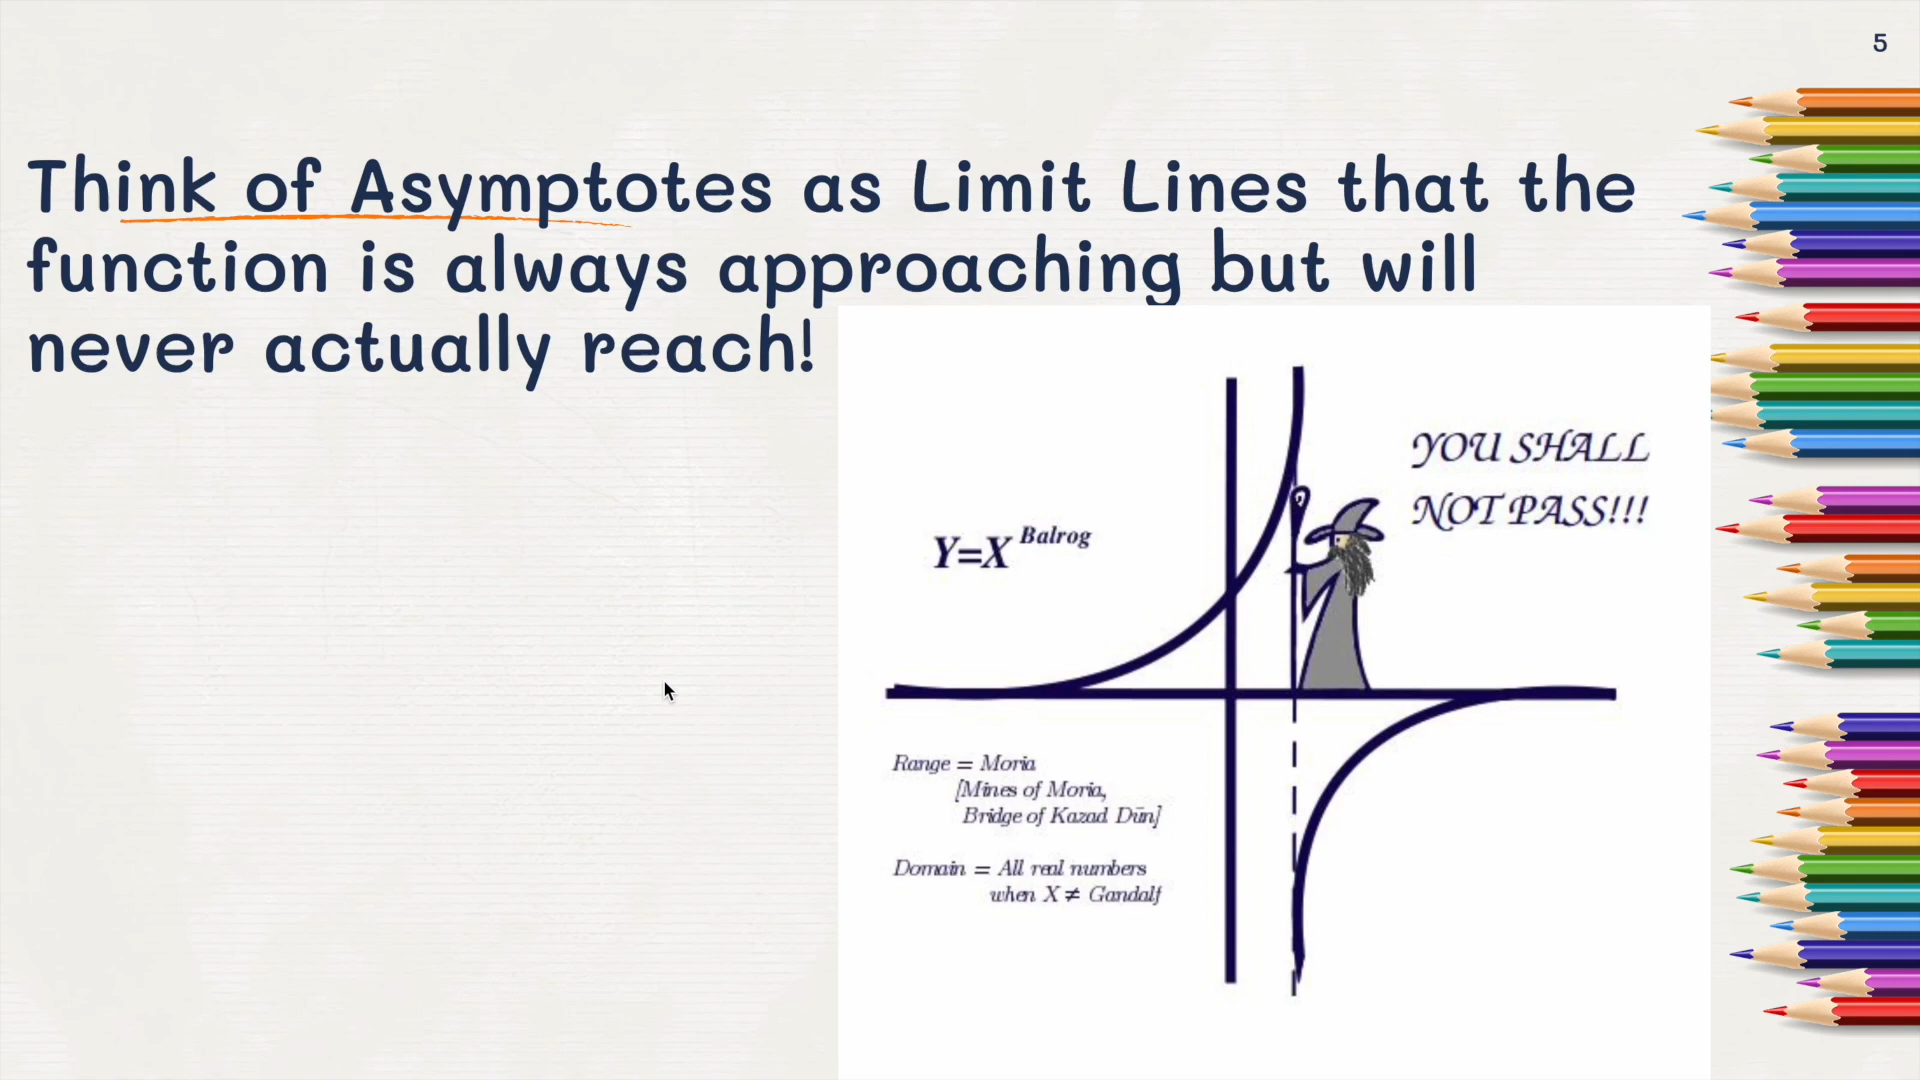 5
Think of Asymptotes as Limit Lines that the
function is always approaching but will
never actually reach!
YOU SHALL
NOT PASS!!!
Y=X^Balrog
Range = Moria
[Mines of Moria,
Bridge of Kazad Dūn]
Domain = All real numbers
when X ≠ Gandalf